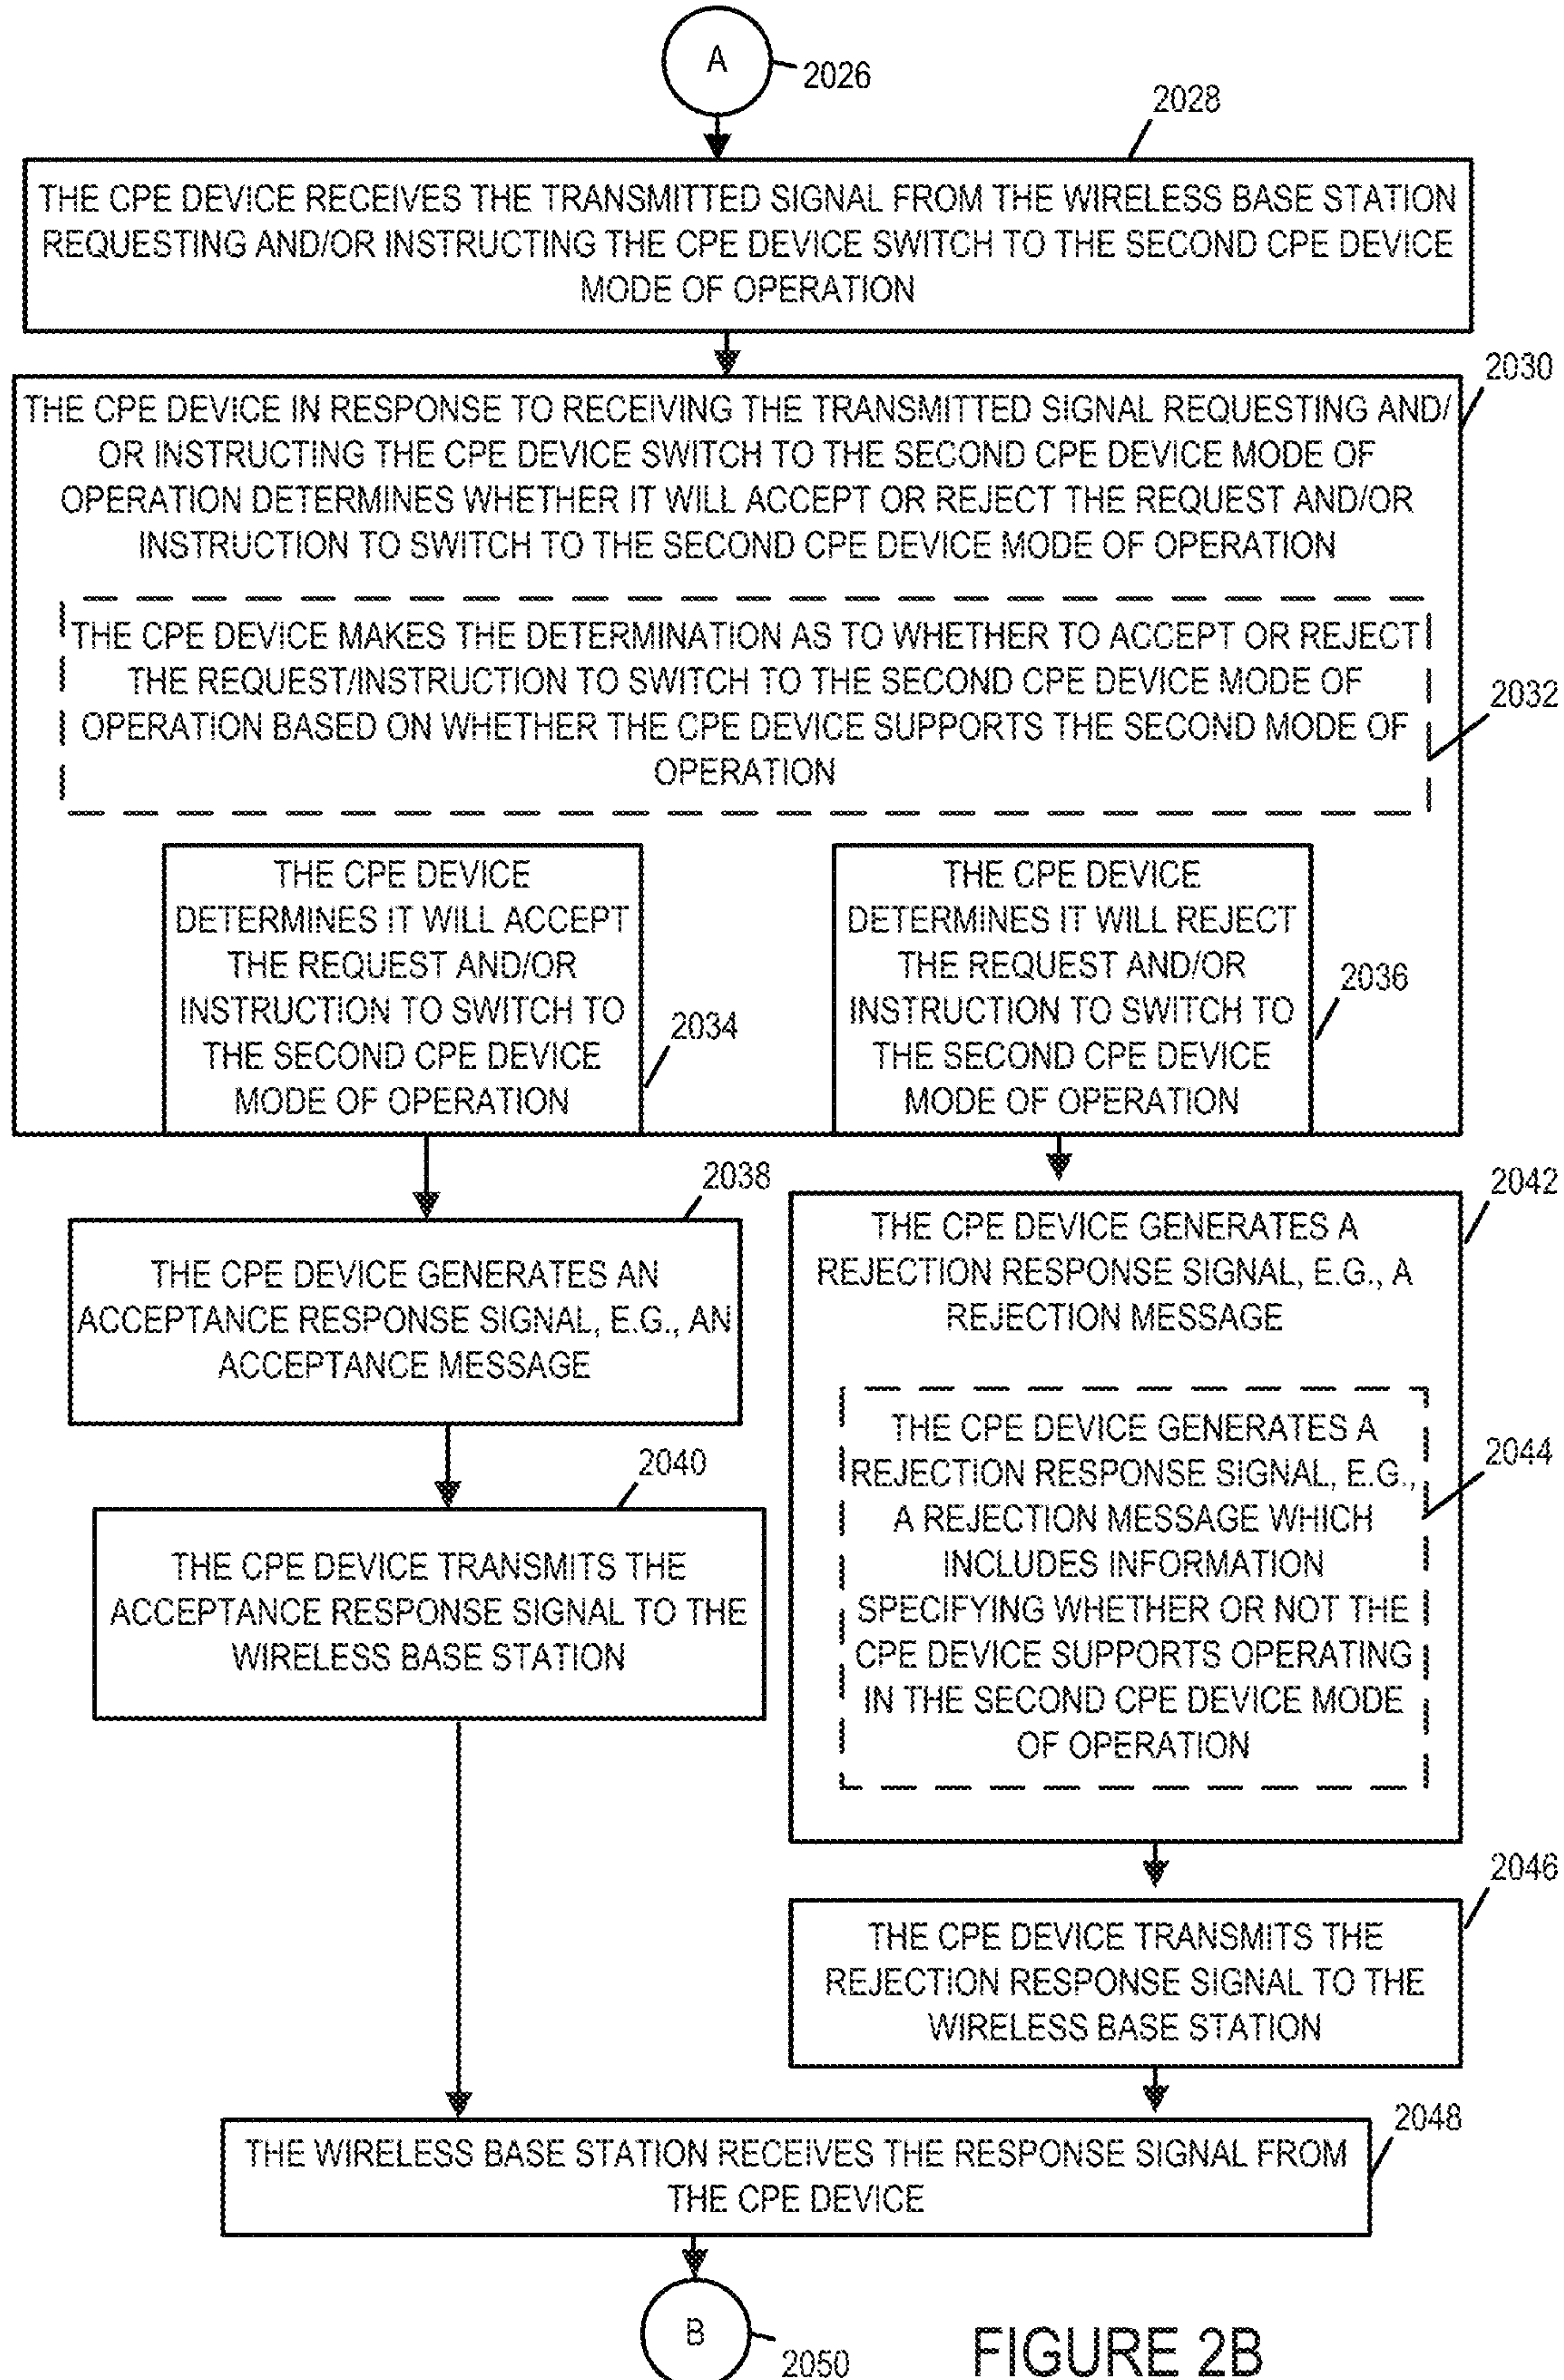 A
2026
2028
THE CPE DEVICE RECEIVES THE TRANSMITTED SIGNAL FROM THE WIRELESS BASE STATION
REQUESTING AND/OR INSTRUCTING THE CPE DEVICE SWITCH TO THE SECOND CPE DEVICE
MODE OF OPERATION
2030
THE CPE DEVICE IN RESPONSE TO RECEIVING THE TRANSMITTED SIGNAL REQUESTING AND/
OR INSTRUCTING THE CPE DEVICE SWITCH TO THE SECOND CPE DEVICE MODE OF
OPERATION DETERMINES WHETHER IT WILL ACCEPT OR REJECT THE REQUEST AND/OR
INSTRUCTION TO SWITCH TO THE SECOND CPE DEVICE MODE OF OPERATION
THE CPE DEVICE MAKES THE DETERMINATION AS TO WHETHER TO ACCEPT OR REJECT
THE REQUEST/INSTRUCTION TO SWITCH TO THE SECOND CPE DEVICE MODE OF
OPERATION BASED ON WHETHER THE CPE DEVICE SUPPORTS THE SECOND MODE OF
OPERATION
2032
THE CPE DEVICE
DETERMINES IT WILL ACCEPT
THE REQUEST AND/OR
INSTRUCTION TO SWITCH TO
THE SECOND CPE DEVICE
MODE OF OPERATION
2034
THE CPE DEVICE
DETERMINES IT WILL REJECT
THE REQUEST AND/OR
INSTRUCTION TO SWITCH TO
THE SECOND CPE DEVICE
MODE OF OPERATION
2036
2038
THE CPE DEVICE GENERATES AN
ACCEPTANCE RESPONSE SIGNAL, E.G., AN
ACCEPTANCE MESSAGE
2040
THE CPE DEVICE TRANSMITS THE
ACCEPTANCE RESPONSE SIGNAL TO THE
WIRELESS BASE STATION
2042
THE CPE DEVICE GENERATES A
REJECTION RESPONSE SIGNAL, E.G., A
REJECTION MESSAGE
THE CPE DEVICE GENERATES A
REJECTION RESPONSE SIGNAL, E.G.,
A REJECTION MESSAGE WHICH
INCLUDES INFORMATION
SPECIFYING WHETHER OR NOT THE
CPE DEVICE SUPPORTS OPERATING
IN THE SECOND CPE DEVICE MODE
OF OPERATION
2044
2046
THE CPE DEVICE TRANSMITS THE
REJECTION RESPONSE SIGNAL TO THE
WIRELESS BASE STATION
2048
THE WIRELESS BASE STATION RECEIVES THE RESPONSE SIGNAL FROM
THE CPE DEVICE
B
2050
FIGURE 2B